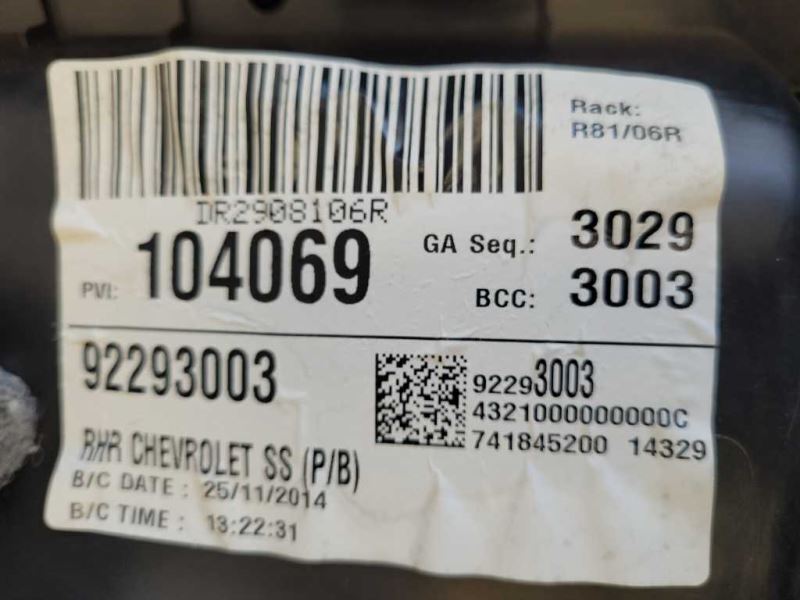 Rack:
R81/06R
DR2908106R
PVI: 104069
GA Seq.: 3029
BCC: 3003
92293003
RHR CHEVROLET SS (P/B)
B/C DATE : 25/11/2014
B/C TIME : 13:22:31
92293003
4321000000000C
741845200 14329